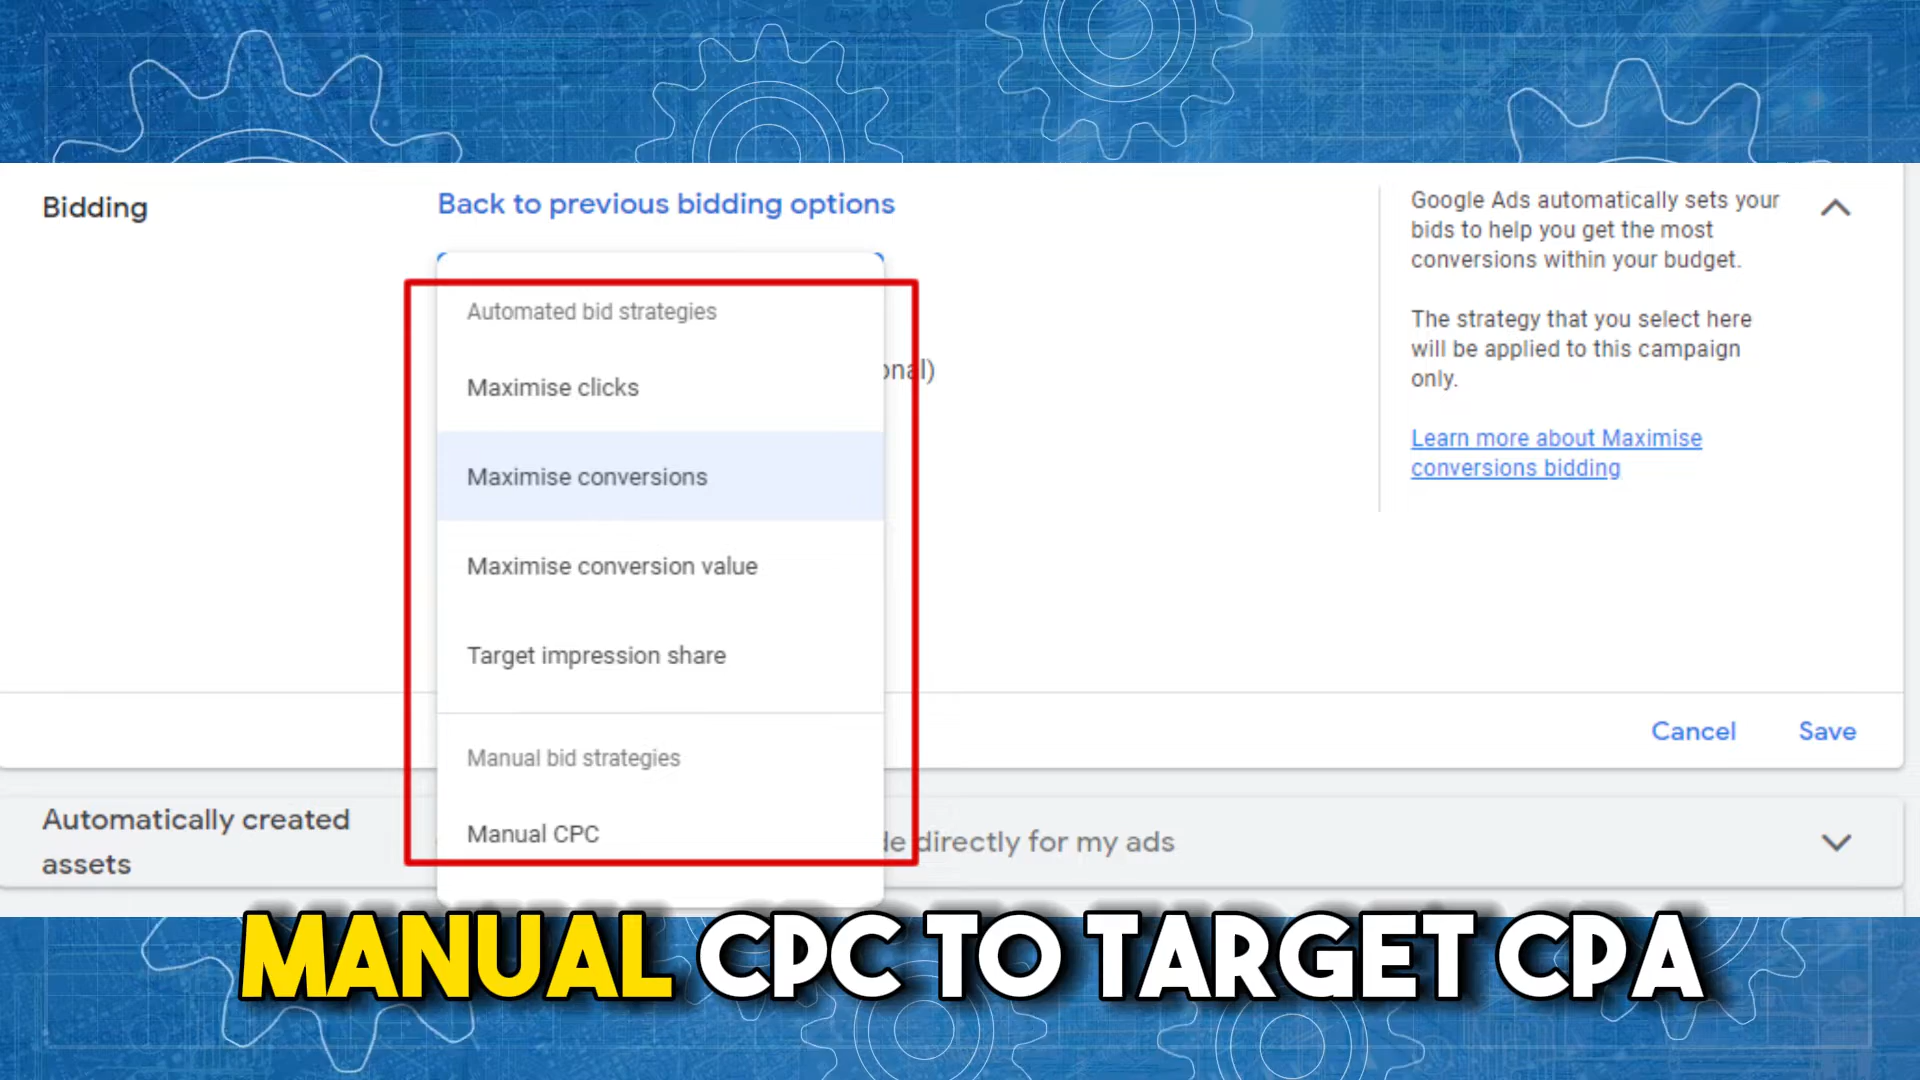 Bidding
Back to previous bidding options
Automated bid strategies
Maximise clicks
Maximise conversions
Maximise conversion value
Target impression share
Manual bid strategies
Manual CPC
Google Ads automatically sets your
bids to help you get the most
conversions within your budget.
The strategy that you select here
will be applied to this campaign
only.
Learn more about Maximise
conversions bidding
Cancel
Save
Automatically created
assets
directly for my ads
MANUAL CPC TO TARGET CPA